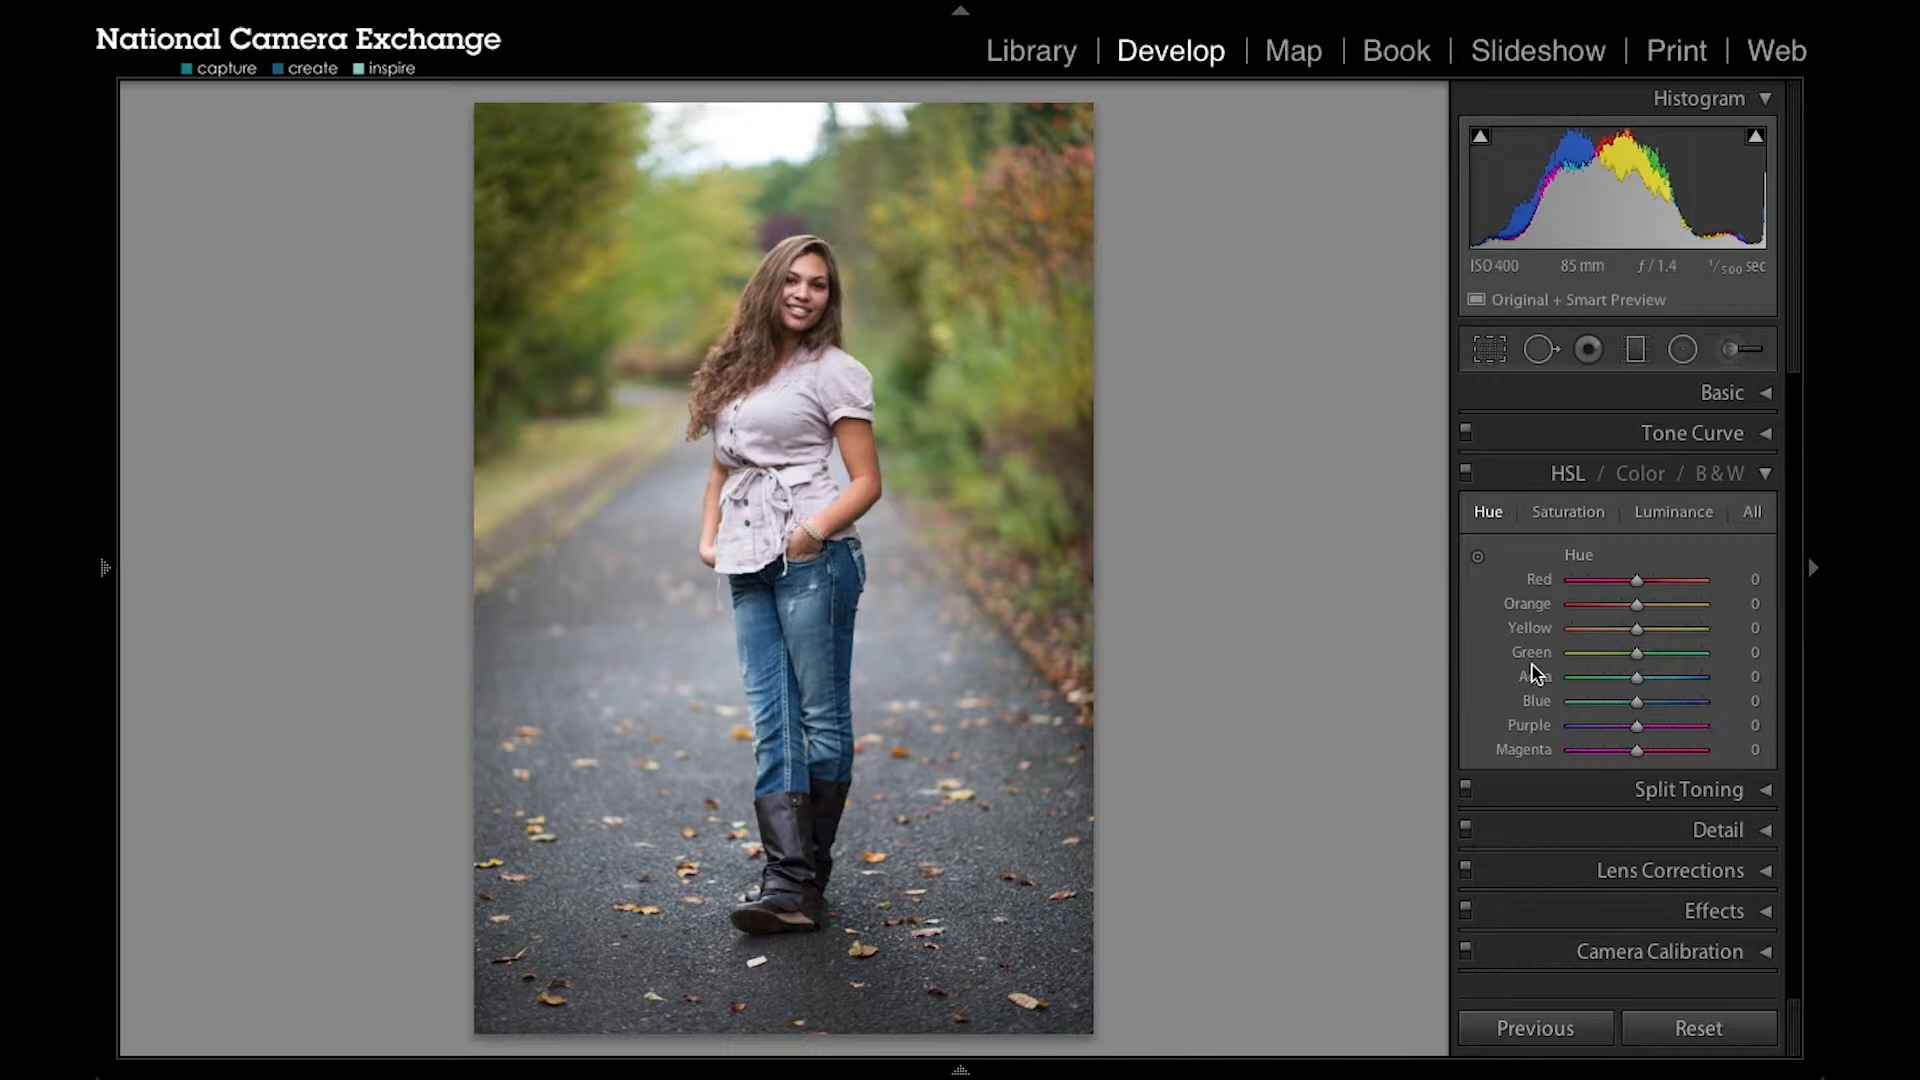 National Camera Exchange
capture create inspire
Library | Develop | Map | Book | Slideshow | Print | Web
Histogram
ISO 400 85 mm ƒ / 1.4 1/500 sec
Original + Smart Preview
Basic
Tone Curve
HSL / Color / B & W
Hue Saturation Luminance All
Hue
Red 0
Orange 0
Yellow 0
Green 0
0
Blue 0
Purple 0
Magenta 0
Split Toning
Detail
Lens Corrections
Effects
Camera Calibration
Previous Reset